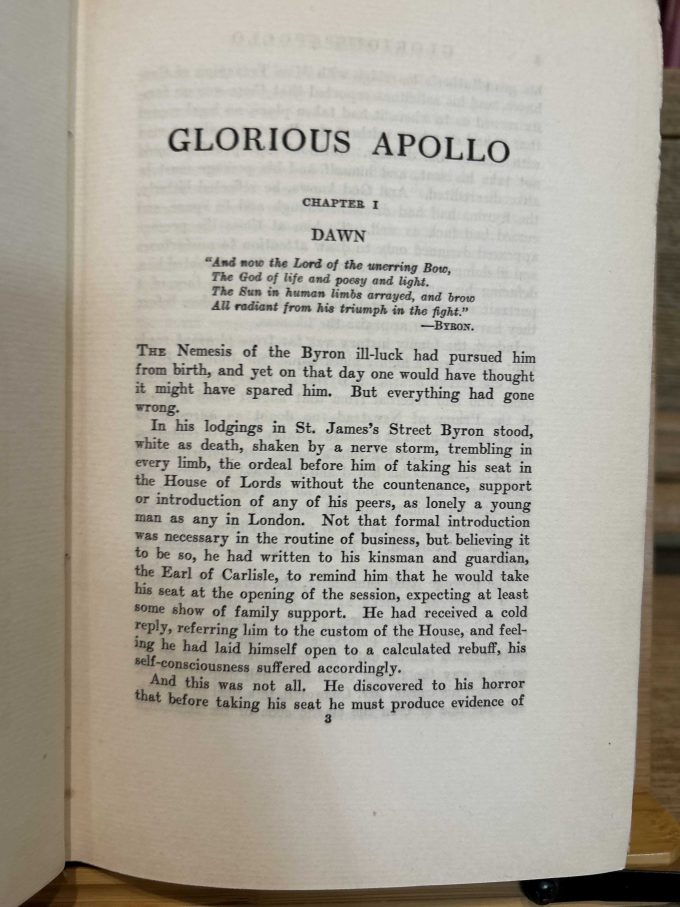 GLORIOUS APOLLO
CHAPTER I
DAWN
"And now the Lord of the unerring Bow,
The God of life and poesy and light.
The Sun in human limbs arrayed, and brow
All radiant from his triumph in the fight."
—BYRON.
THE Nemesis of the Byron ill-luck had pursued him
from birth, and yet on that day one would have thought
it might have spared him. But everything had gone
wrong.
In his lodgings in St. James's Street Byron stood,
white as death, shaken by a nerve storm, trembling in
every limb, the ordeal before him of taking his seat in
the House of Lords without the countenance, support
or introduction of any of his peers, as lonely a young
man as any in London. Not that formal introduction
was necessary in the routine of business, but believing it
to be so, he had written to his kinsman and guardian,
the Earl of Carlisle, to remind him that he would take
his seat at the opening of the session, expecting at least
some show of family support. He had received a cold
reply, referring him to the custom of the House, and feel-
ing he had laid himself open to a calculated rebuff, his
self-consciousness suffered accordingly.
And this was not all. He discovered to his horror
that before taking his seat he must produce evidence of
3